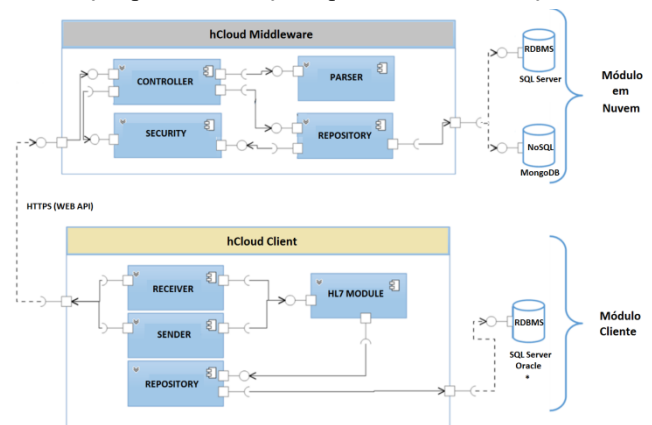 hCloud Middleware
CONTROLLER
PARSER
SECURITY
REPOSITORY
RDBMS
SQL Server
NoSQL
MongoDB
Módulo
em
Nuvem
HTTPS (WEB API)
hCloud Client
RECEIVER
HL7 MODULE
SENDER
REPOSITORY
RDBMS
SQL Server
Oracle
*
Módulo
Cliente